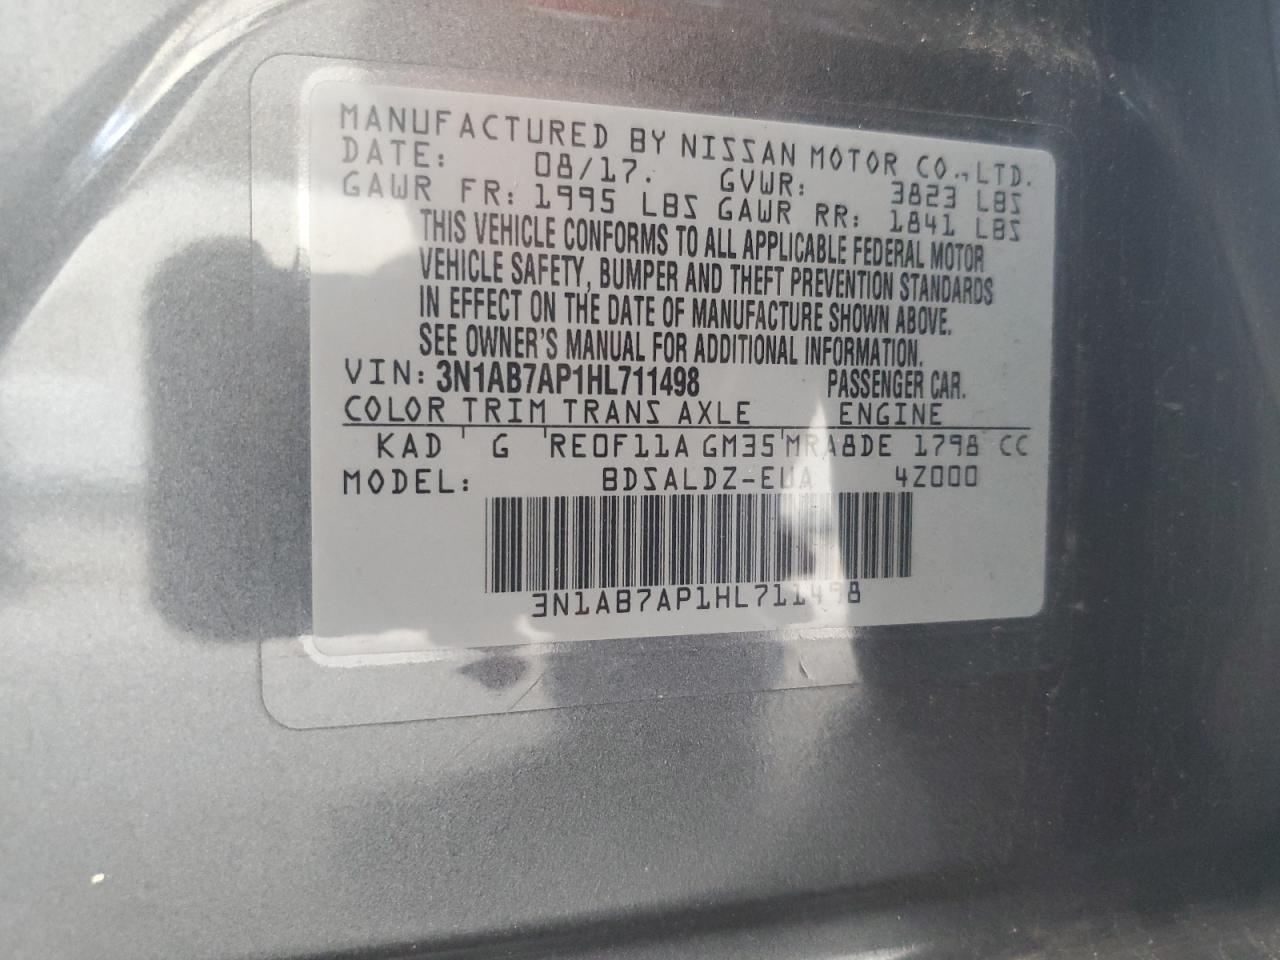 MANUFACTURED BY NISSAN MOTOR CO.,LTD.
DATE: 08/17. GVWR: 3823 LBS
GAWR FR: 1995 LBS GAWR RR: 1841 LBS
THIS VEHICLE CONFORMS TO ALL APPLICABLE FEDERAL MOTOR
VEHICLE SAFETY, BUMPER AND THEFT PREVENTION STANDARDS
IN EFFECT ON THE DATE OF MANUFACTURE SHOWN ABOVE.
SEE OWNER'S MANUAL FOR ADDITIONAL INFORMATION.
VIN: 3N1AB7AP1HL711498 PASSENGER CAR.
COLOR TRIM TRANS AXLE ENGINE
KAD G RE0F11A GM35 MRA8DE 1798 CC
MODEL: BDSALDZ-EUA 4Z000
3N1AB7AP1HL711498